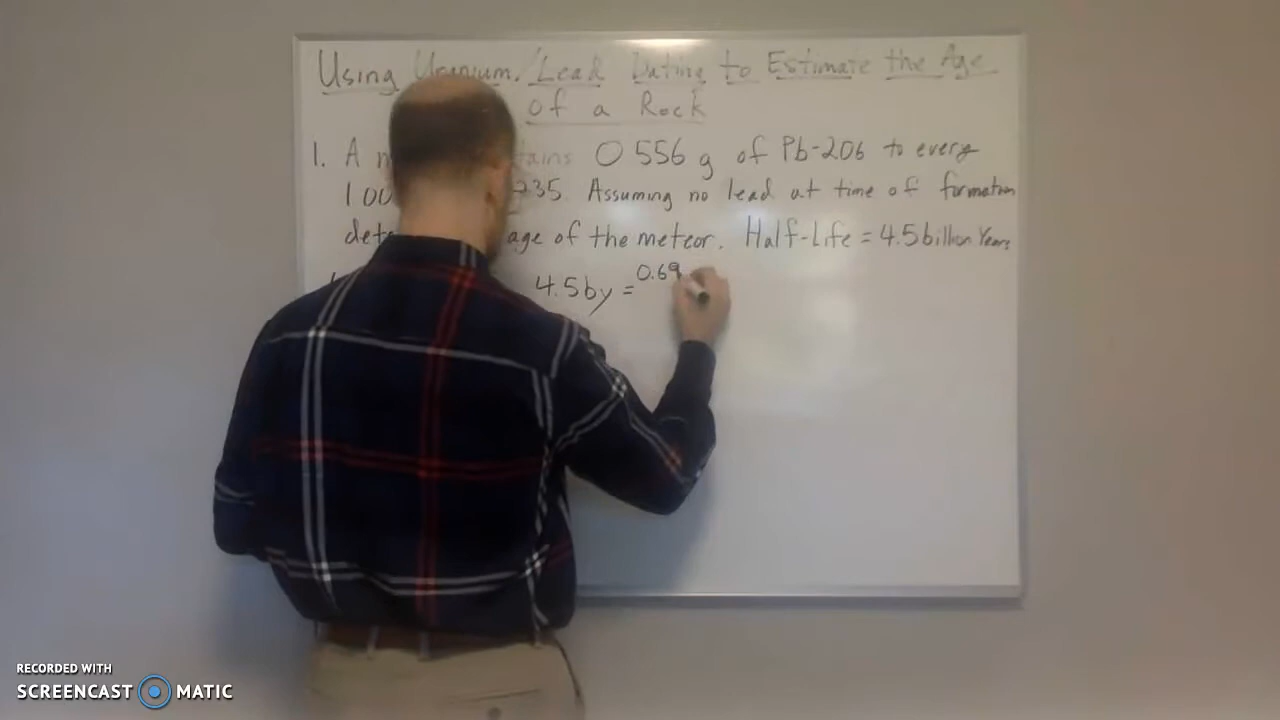 Using Uranium/Lead Dating to Estimate the Age
of a Rock
1. A 0.556 g of Pb-206 to every
1.00 235. Assuming no lead at time of formation
age of the meteor. Half-Life = 4.5 billion Years
4.5by = 0.69
RECORDED WITH
SCREENCAST MATIC